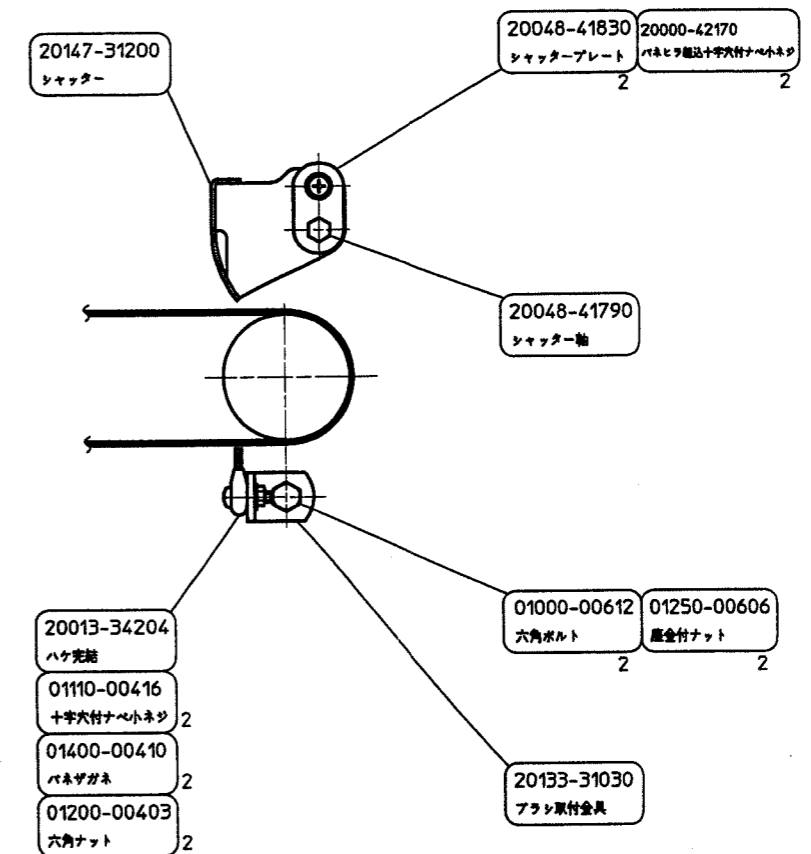 20147-31200
シャッター
20048-41830
シャッタープレート
2
20000-42170
バネヒラ組込十字穴付ナベ小ネジ
2
20048-41790
シャッター軸
01000-00612
六角ボルト
2
01250-00606
座金付ナット
2
20013-34204
ハケ完結
01110-00416
十字穴付ナベ小ネジ
2
01400-00410
バネザガネ
2
01200-00403
六角ナット
2
20133-31030
ブラシ取付金具